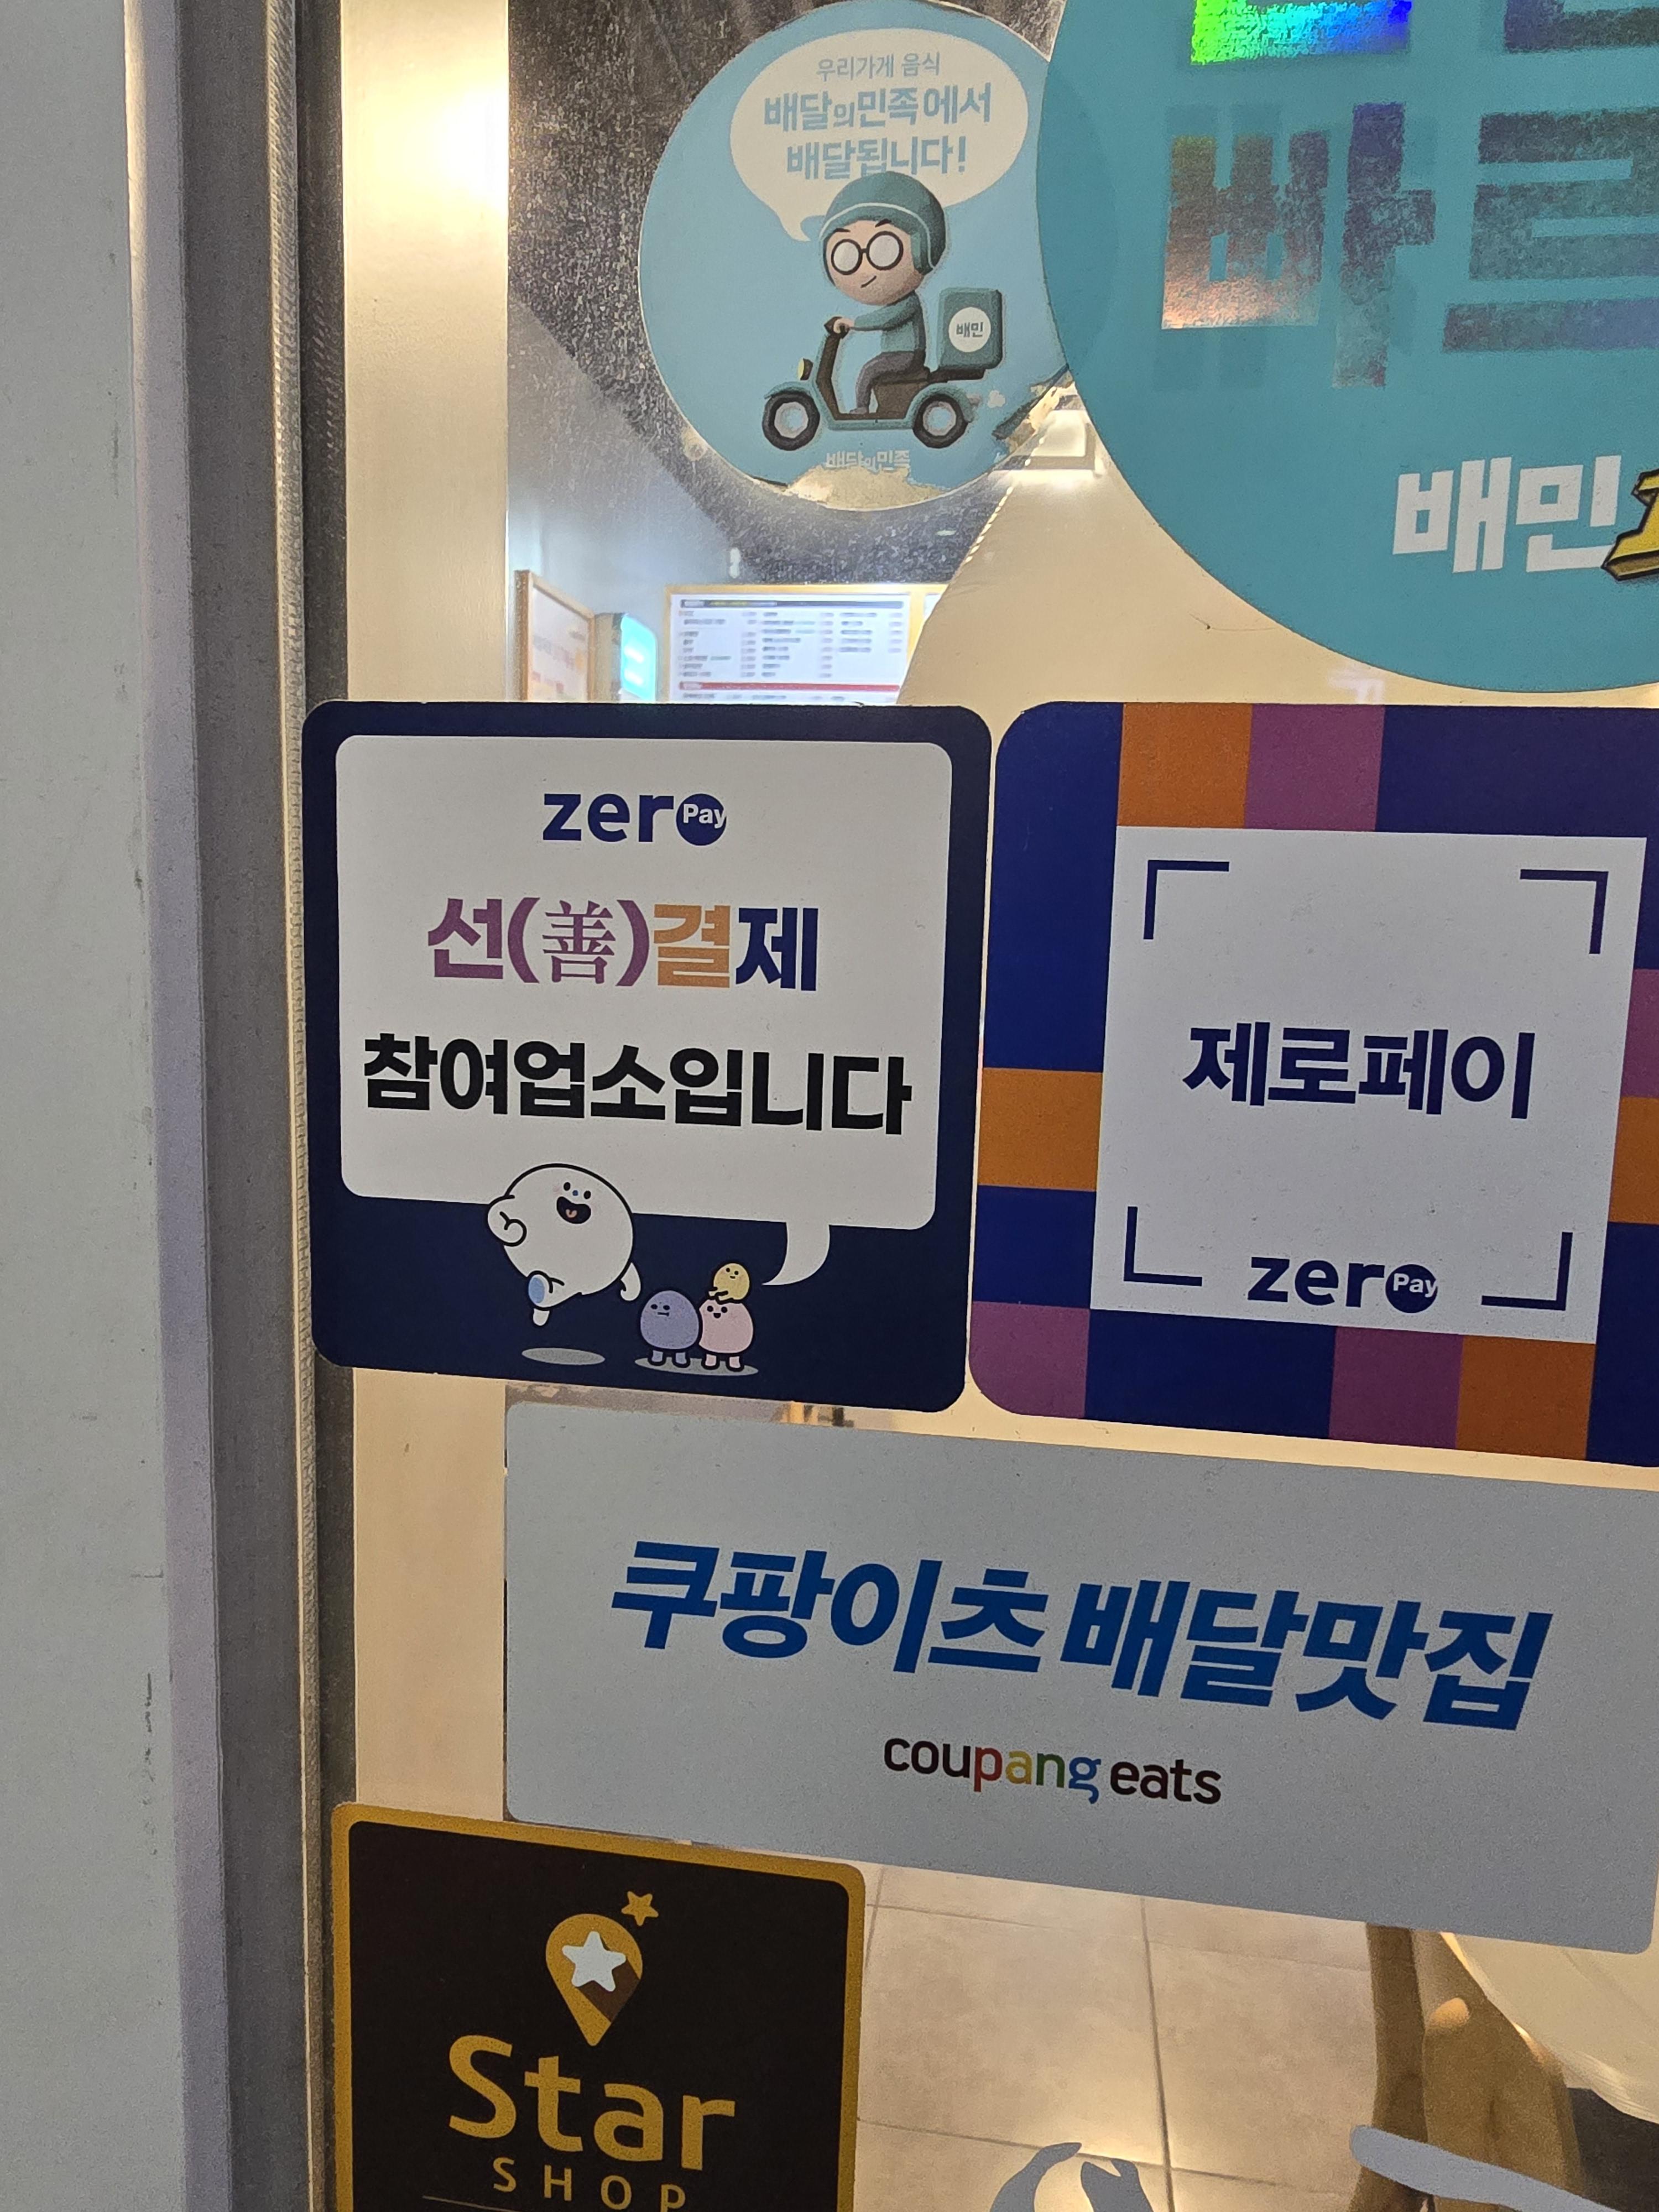 우리가게 음식
배달의민족에서
배달됩니다!
배민
배달의민족
바로
배민1
zero Pay
선(善)결제
참여업소입니다
제로페이
zero Pay
쿠팡이츠 배달맛집
coupang eats
Star
SHOP